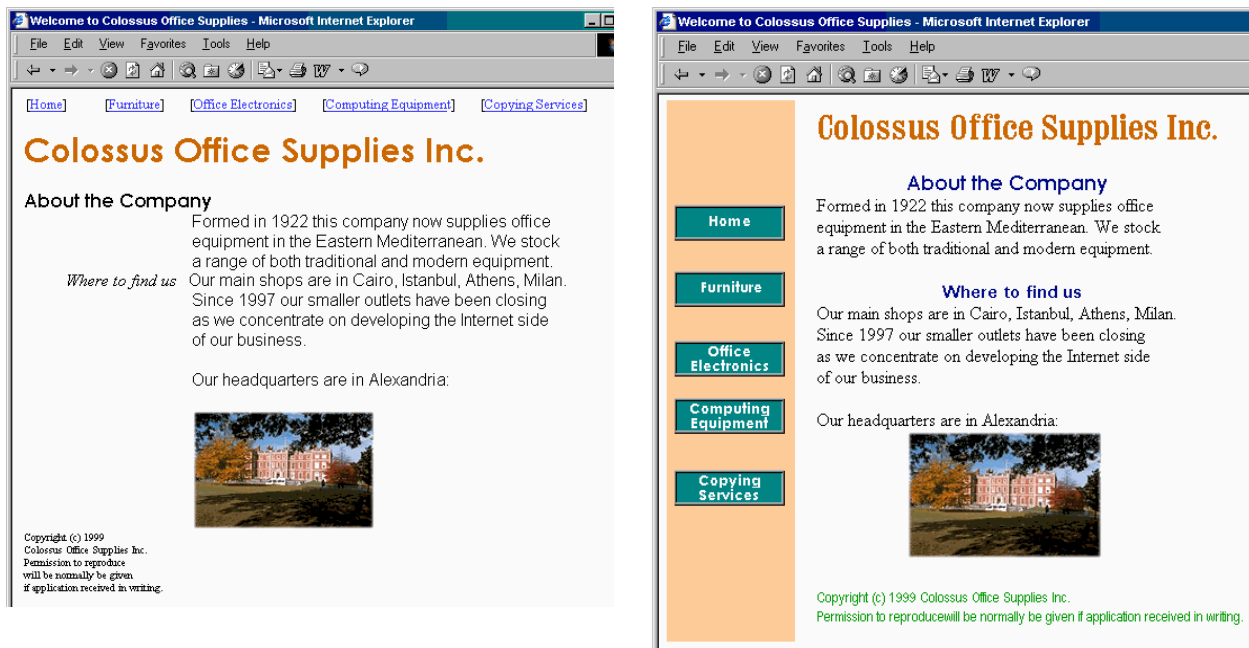 Welcome to Colossus Office Supplies - Microsoft Internet Explorer
File Edit View Favorites Tools Help
[Home] [Furniture] [Office Electronics] [Computing Equipment] [Copying Services]
Colossus Office Supplies Inc.
About the Company
Formed in 1922 this company now supplies office
equipment in the Eastern Mediterranean. We stock
a range of both traditional and modern equipment.
Where to find us Our main shops are in Cairo, Istanbul, Athens, Milan.
Since 1997 our smaller outlets have been closing
as we concentrate on developing the Internet side
of our business.
Our headquarters are in Alexandria:
Copyright (c) 1999
Colossus Office Supplies Inc.
Permission to reproduce
will be normally be given
if application received in writing.
Welcome to Colossus Office Supplies - Microsoft Internet Explorer
File Edit View Favorites Tools Help
Home
Furniture
Office
Electronics
Computing
Equipment
Copying
Services
Colossus Office Supplies Inc.
About the Company
Formed in 1922 this company now supplies office
equipment in the Eastern Mediterranean. We stock
a range of both traditional and modern equipment.
Where to find us
Our main shops are in Cairo, Istanbul, Athens, Milan.
Since 1997 our smaller outlets have been closing
as we concentrate on developing the Internet side
of our business.
Our headquarters are in Alexandria:
Copyright (c) 1999 Colossus Office Supplies Inc.
Permission to reproducewill be normally be given if application received in writing.